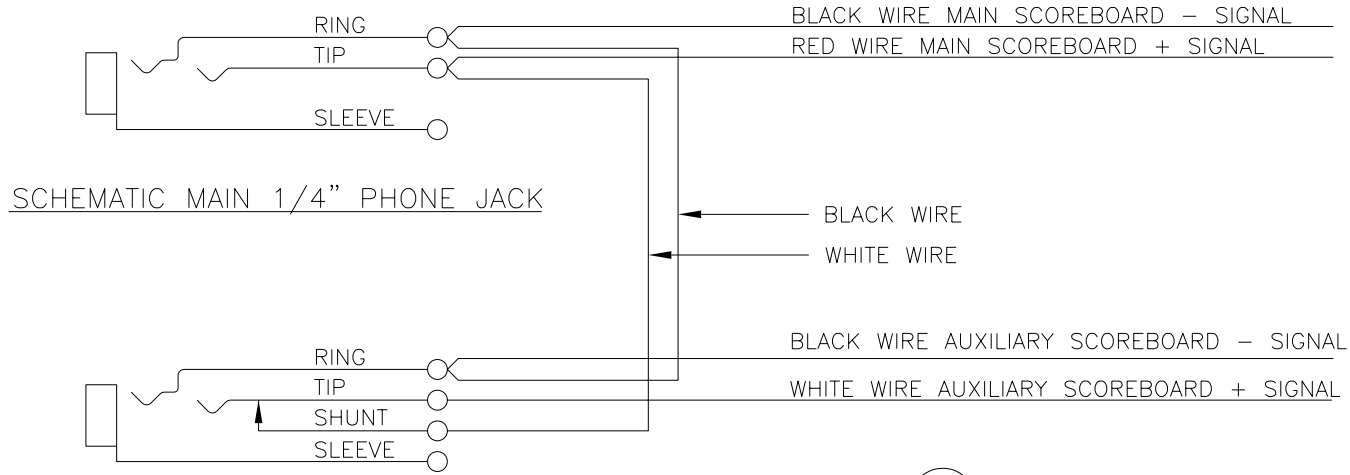 RING
BLACK WIRE MAIN SCOREBOARD – SIGNAL
TIP
RED WIRE MAIN SCOREBOARD + SIGNAL
SLEEVE
SCHEMATIC MAIN 1/4" PHONE JACK
BLACK WIRE
WHITE WIRE
RING
BLACK WIRE AUXILIARY SCOREBOARD – SIGNAL
TIP
WHITE WIRE AUXILIARY SCOREBOARD + SIGNAL
SHUNT
SLEEVE